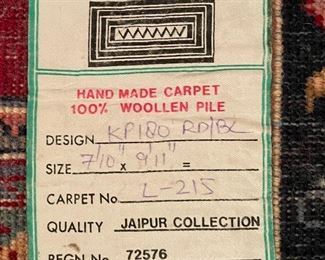 HAND MADE CARPET
100% WOOLLEN PILE
DESIGN KP180 RD/BL
SIZE 7'10" x 9'11" =
CARPET No L-215
QUALITY JAIPUR COLLECTION
REGN No 72576